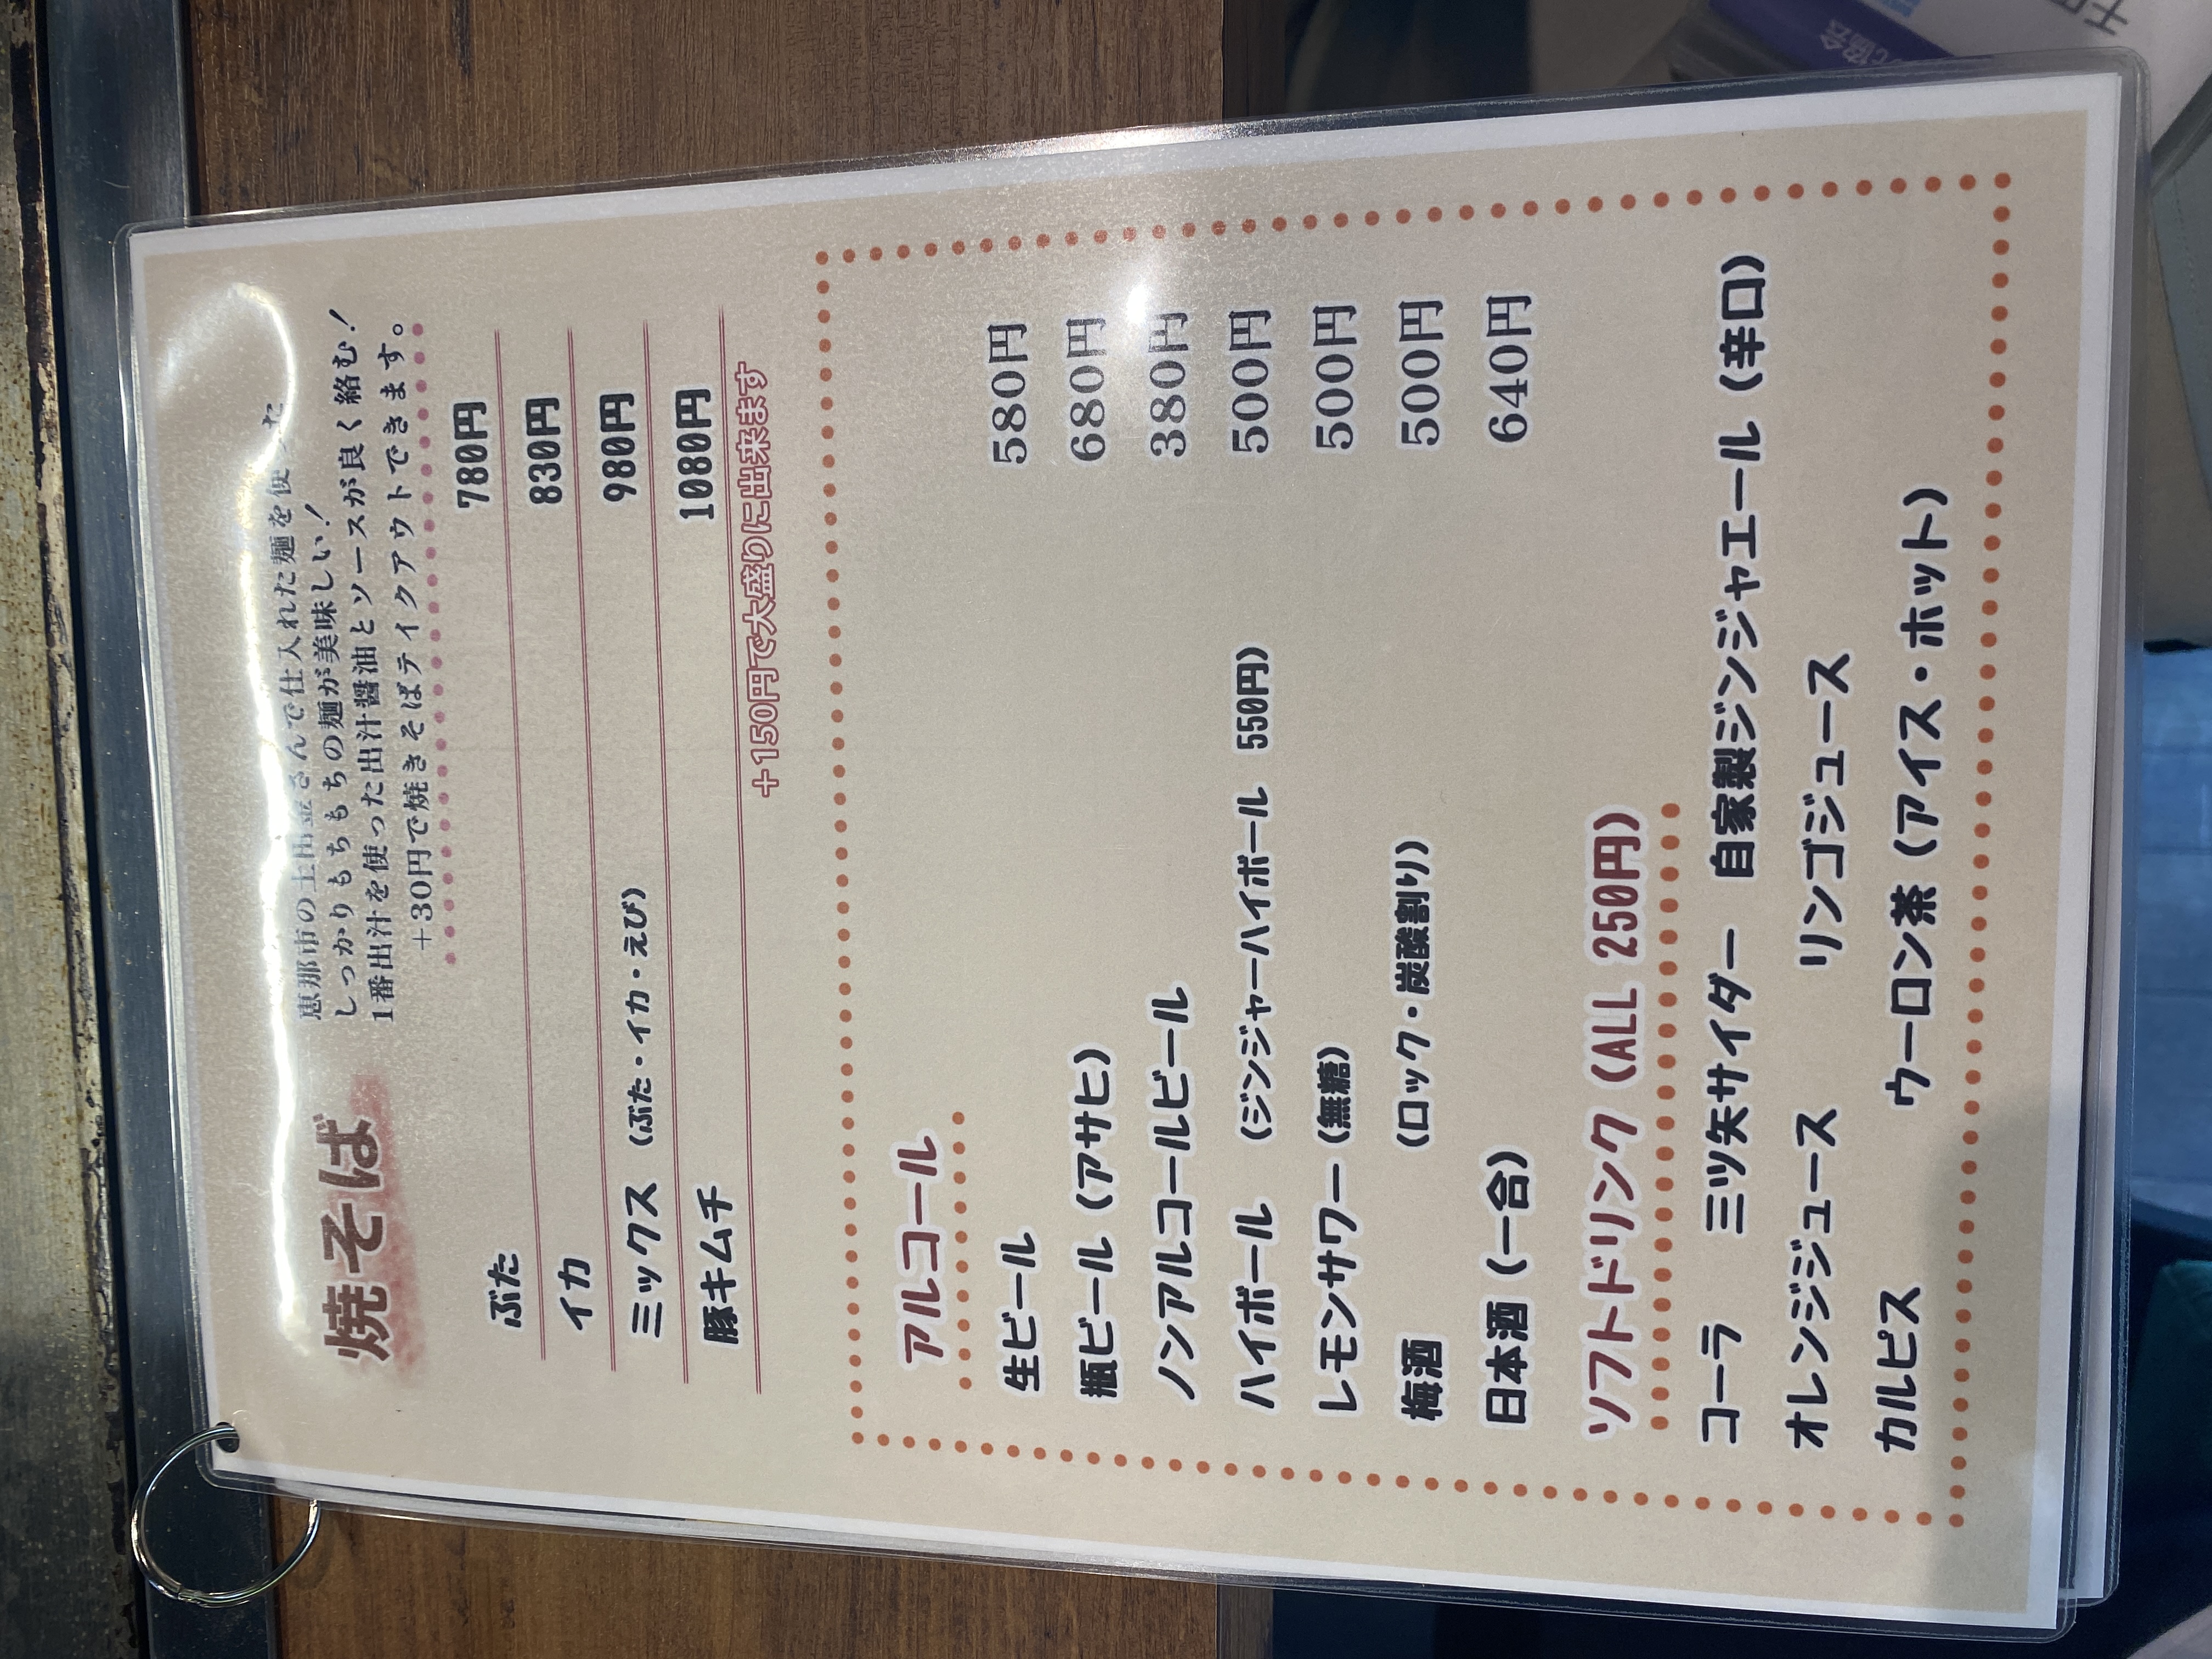 焼そば
恵那市の土田屋さんで仕入れた麺を使った
しっかりもちもちの麺が美味しい!
1番出汁を使った出汁醤油とソースが良く絡む!
+30円で焼きそばテイクアウトできます。
ぶた 780円
イカ 830円
ミックス (ぶた・イカ・えび) 980円
豚キムチ 1080円
+150円で大盛りに出来ます
アルコール
生ビール 580円
瓶ビール (アサヒ) 680円
ノンアルコールビール 380円
ハイボール (ジンジャーハイボール 550円) 500円
レモンサワー (無糖) 500円
梅酒 (ロック・炭酸割り) 500円
日本酒 (一合) 640円
ソフトドリンク (ALL 250円)
コーラ 三ツ矢サイダー 自家製ジンジャエール (辛口)
オレンジジュース リンゴジュース
カルピス ウーロン茶 (アイス・ホット)